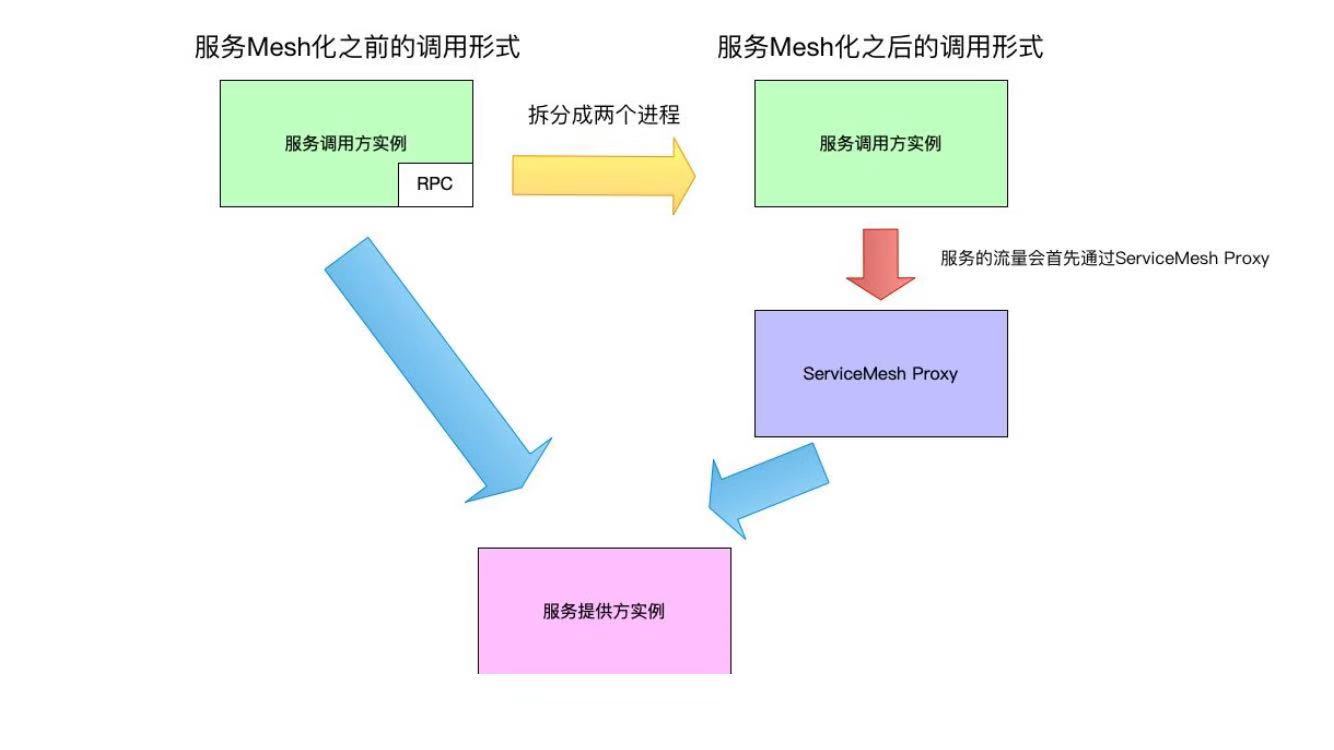 服务Mesh化之前的调用形式
服务Mesh化之后的调用形式
拆分成两个进程
服务调用方实例
服务调用方实例
RPC
服务的流量会首先通过ServiceMesh Proxy
ServiceMesh Proxy
服务提供方实例